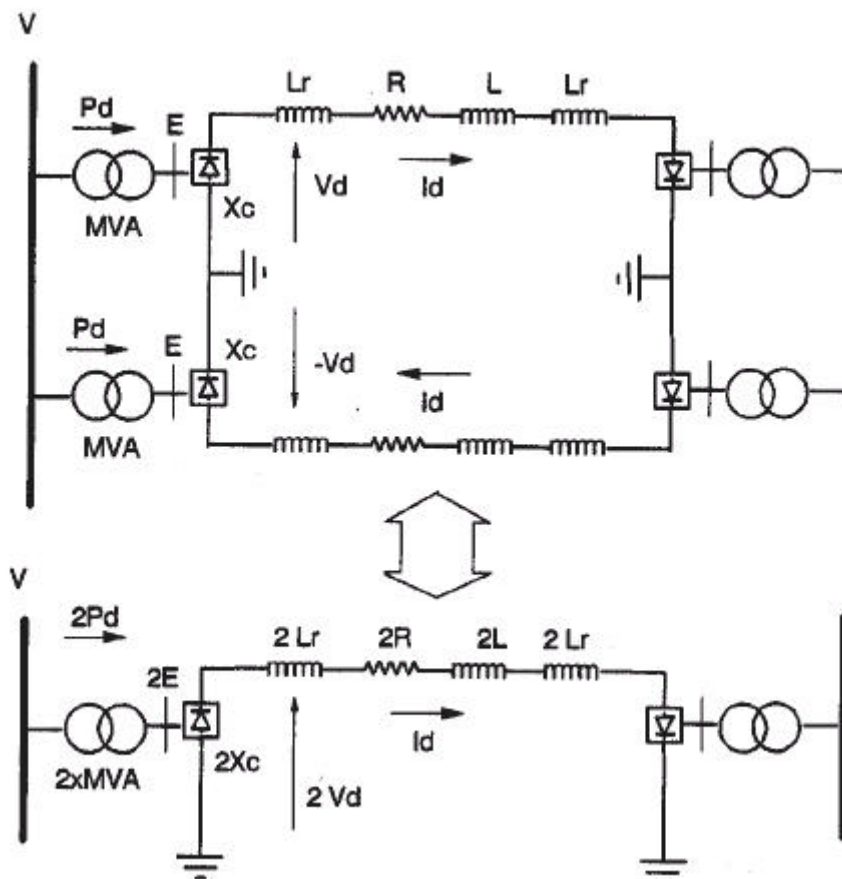 V
Lr R L Lr
Pd E
Vd Id
MVA Xc
Pd E Xc
-Vd
Id
MVA
V
2Pd 2 Lr 2R 2L 2 Lr
2E
Id
2xMVA 2Xc
2 Vd